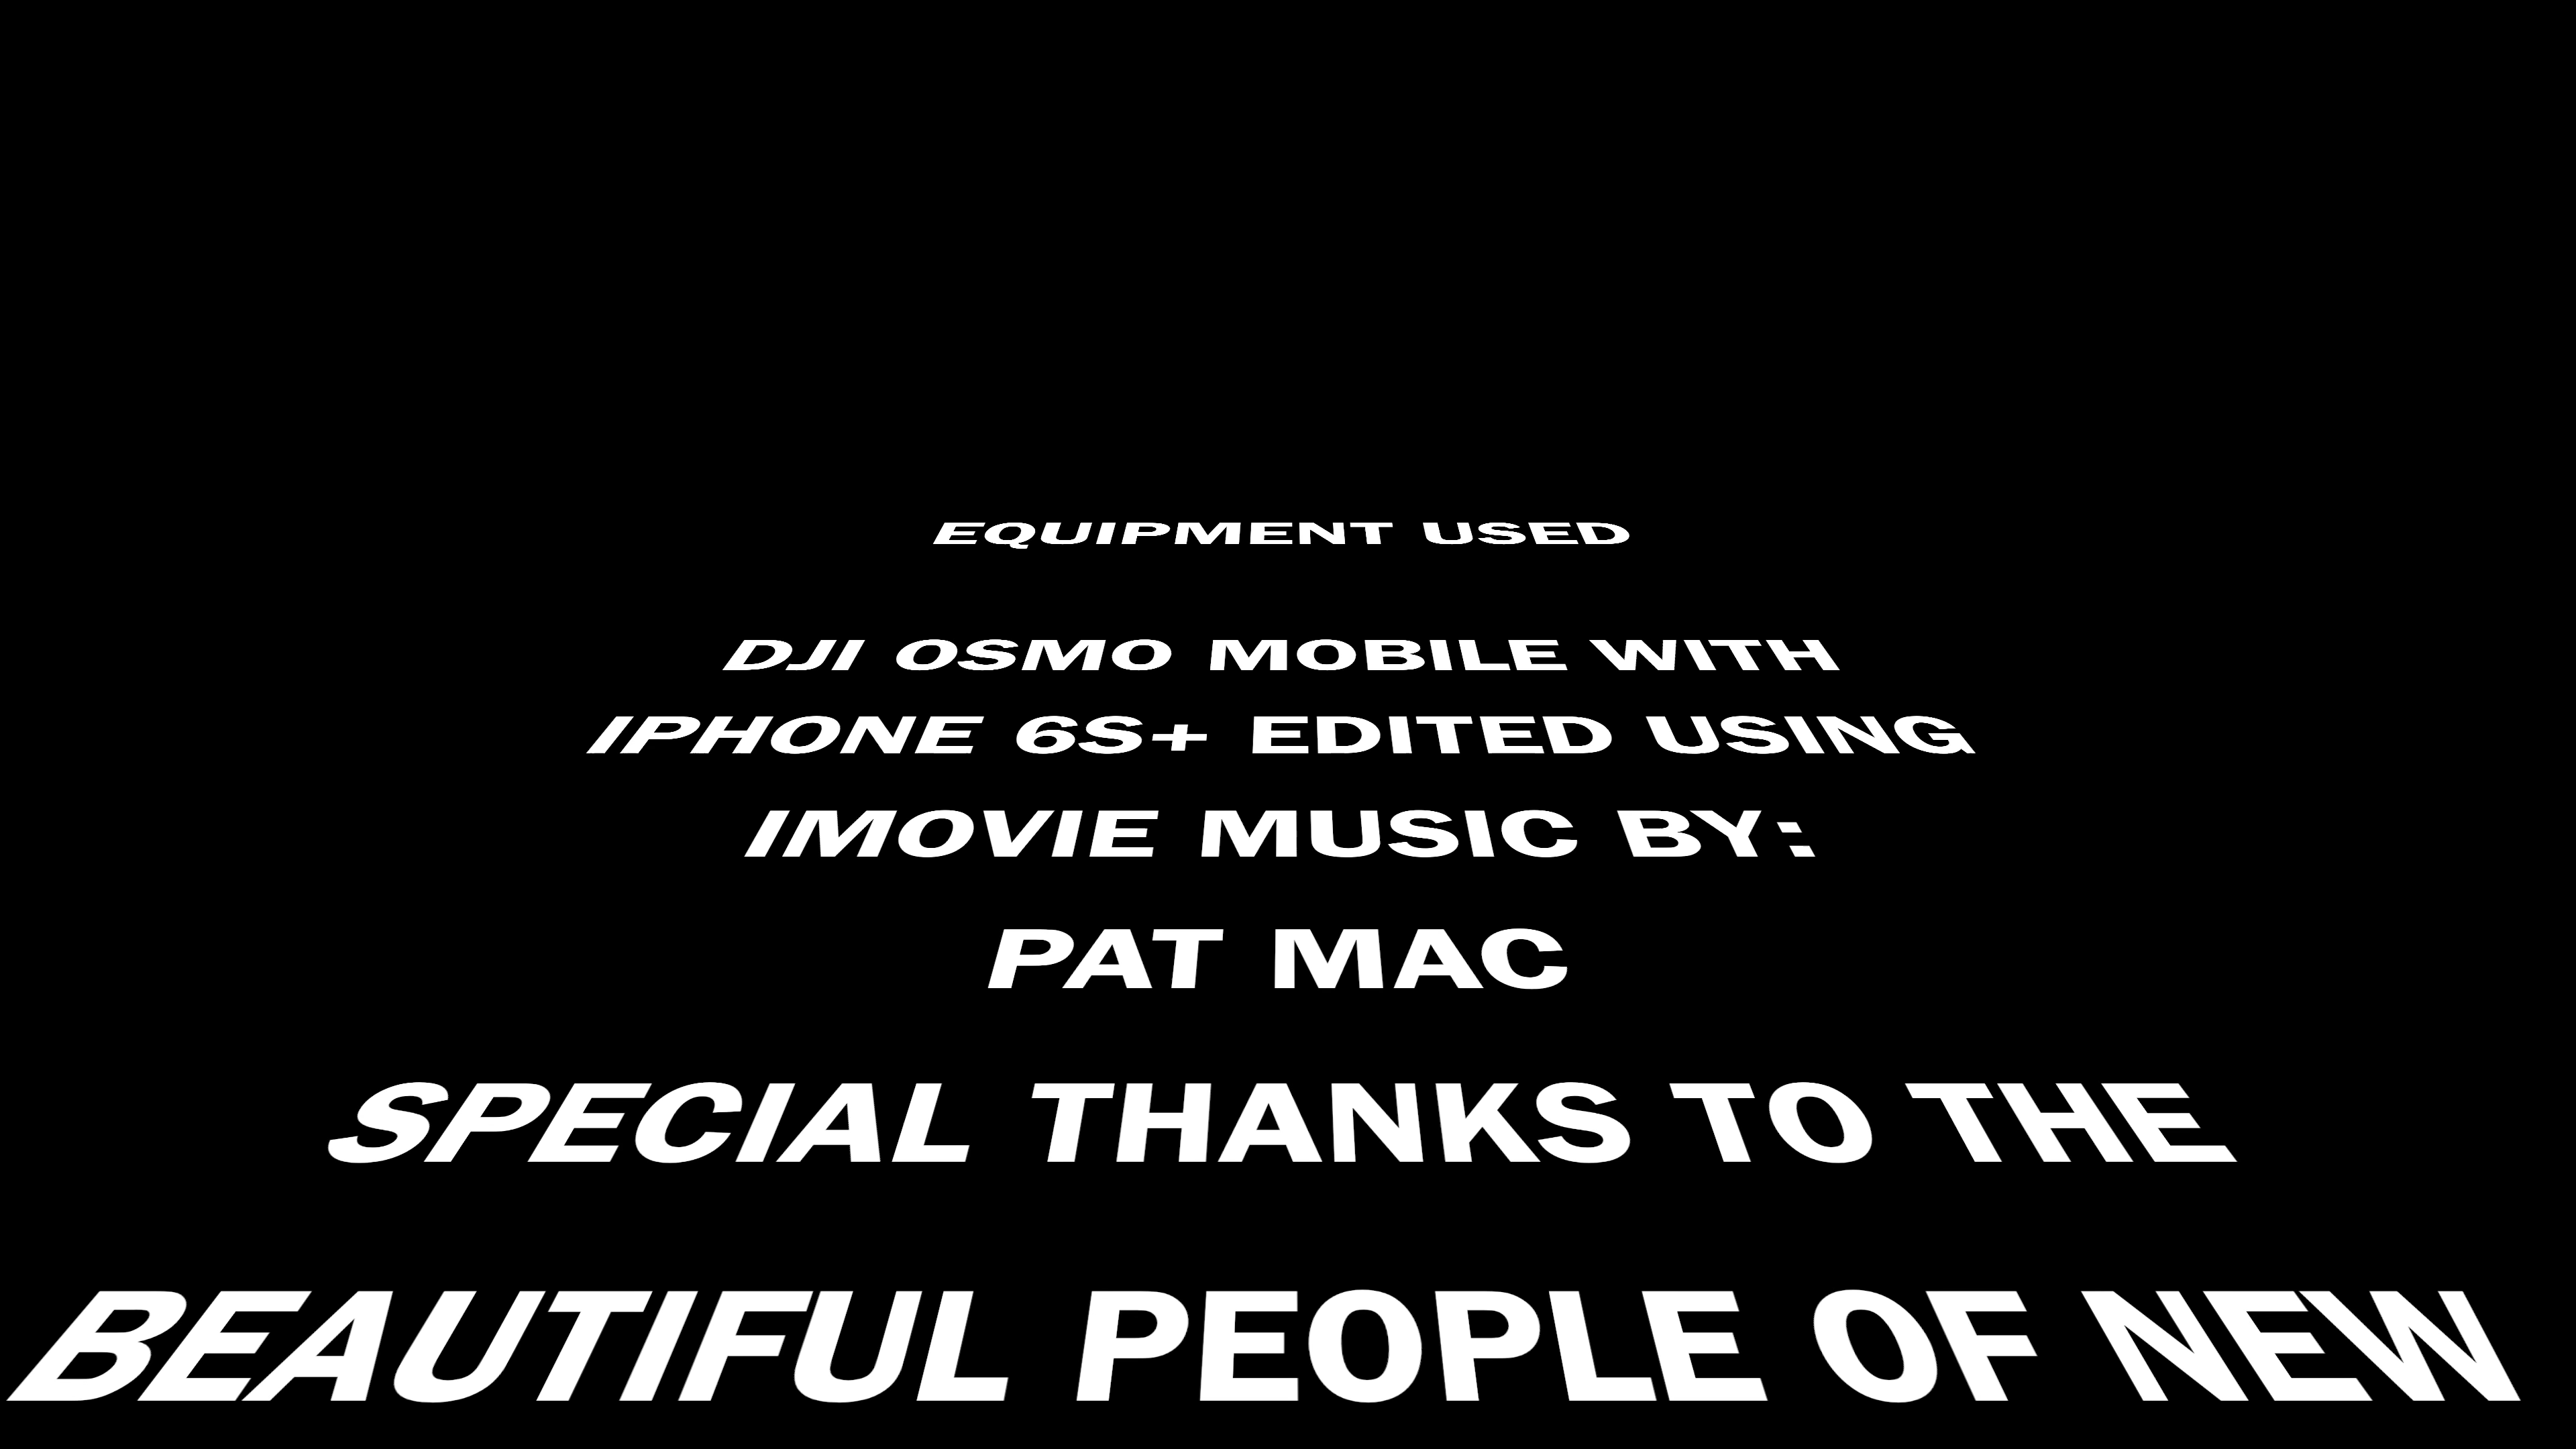 EQUIPMENT USED
DJI OSMO MOBILE WITH
IPHONE 6S+ EDITED USING
IMOVIE MUSIC BY:
PAT MAC
SPECIAL THANKS TO THE
BEAUTIFUL PEOPLE OF NEW